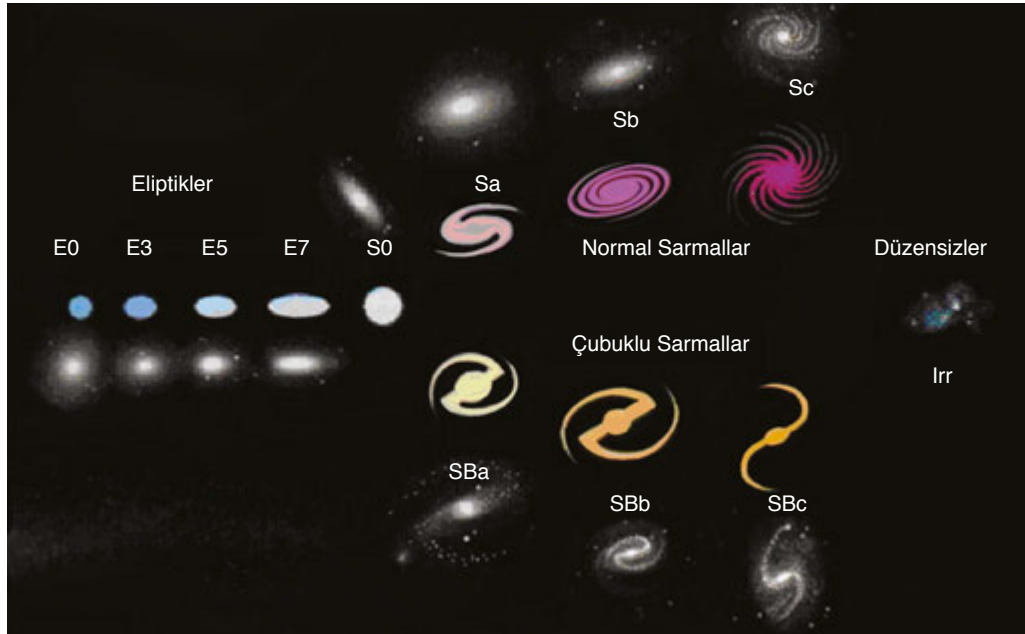 Sc
Sb
Eliptikler
Sa
E0 E3 E5 E7 S0
Normal Sarmallar
Düzensizler
Çubuklu Sarmallar
Irr
SBa
SBb
SBc